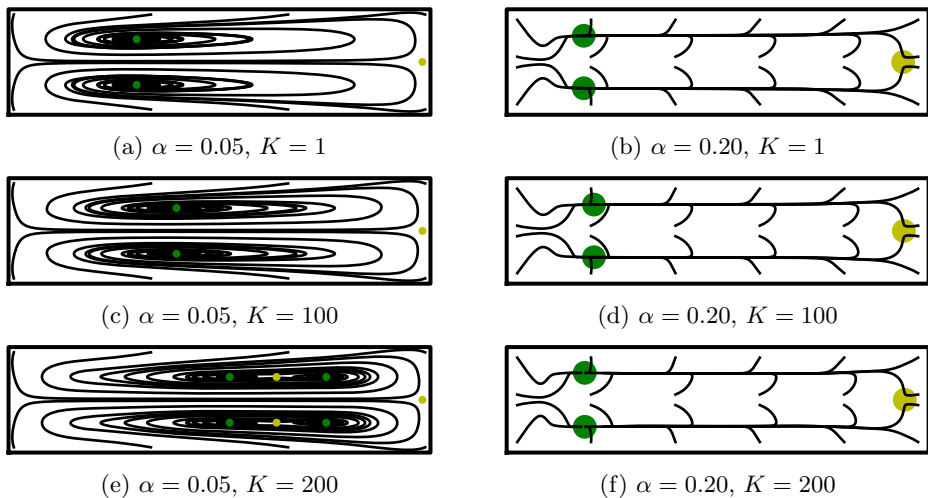 (a) α = 0.05, K = 1
(b) α = 0.20, K = 1
(c) α = 0.05, K = 100
(d) α = 0.20, K = 100
(e) α = 0.05, K = 200
(f) α = 0.20, K = 200